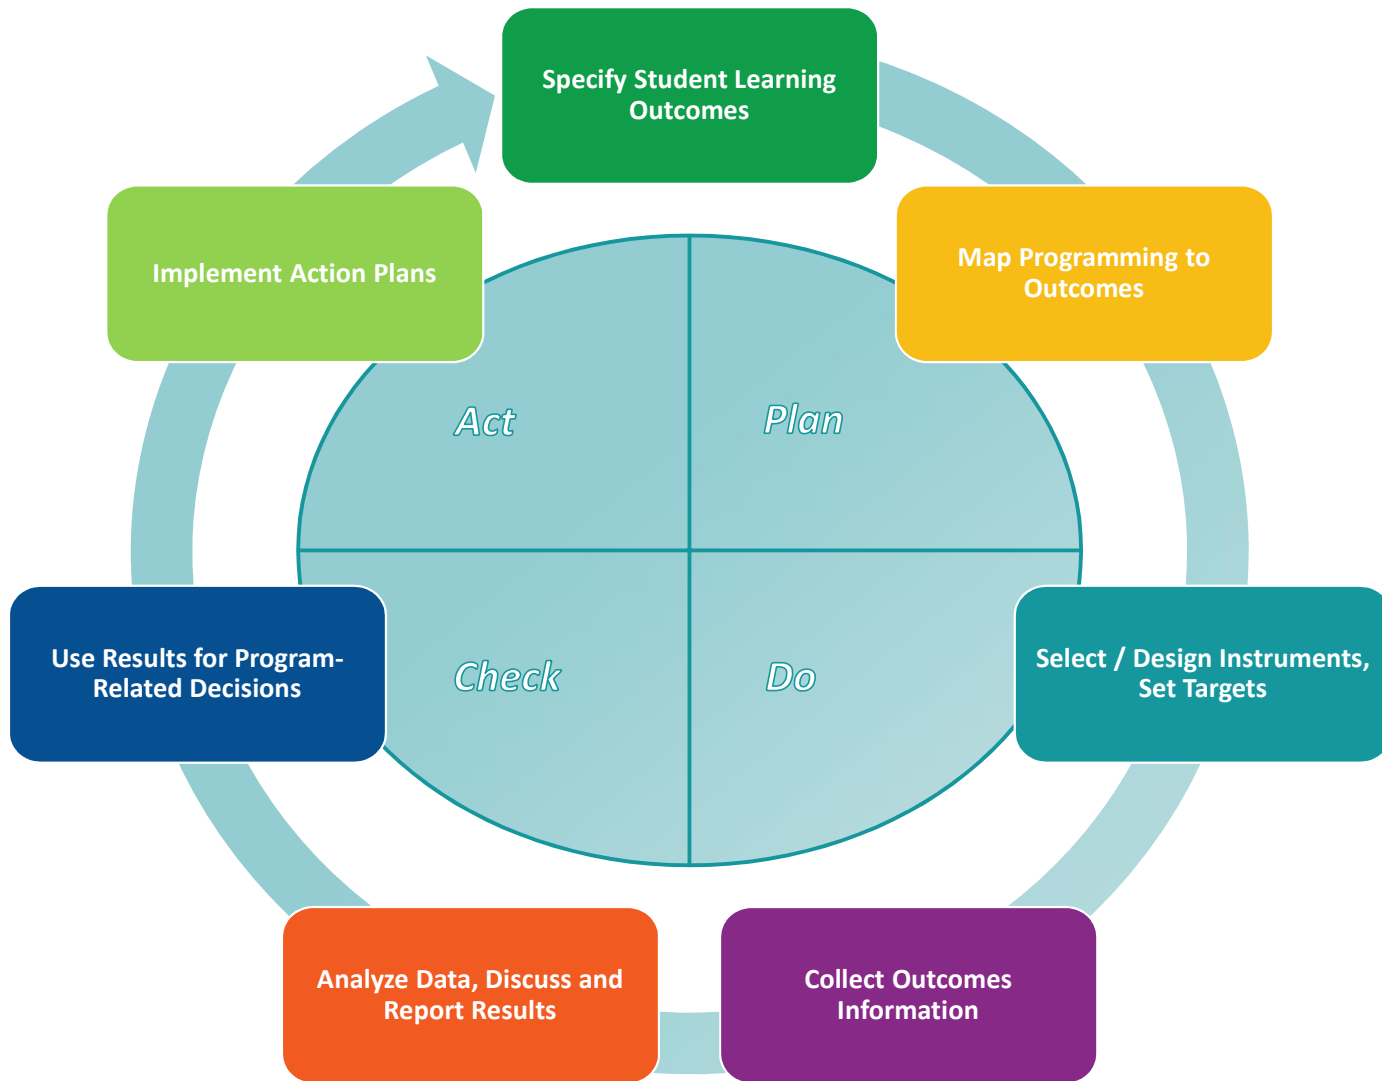 Specify Student Learning
Outcomes
Map Programming to
Outcomes
Select / Design Instruments,
Set Targets
Collect Outcomes
Information
Analyze Data, Discuss and
Report Results
Use Results for Program-
Related Decisions
Implement Action Plans
Act
Plan
Check
Do